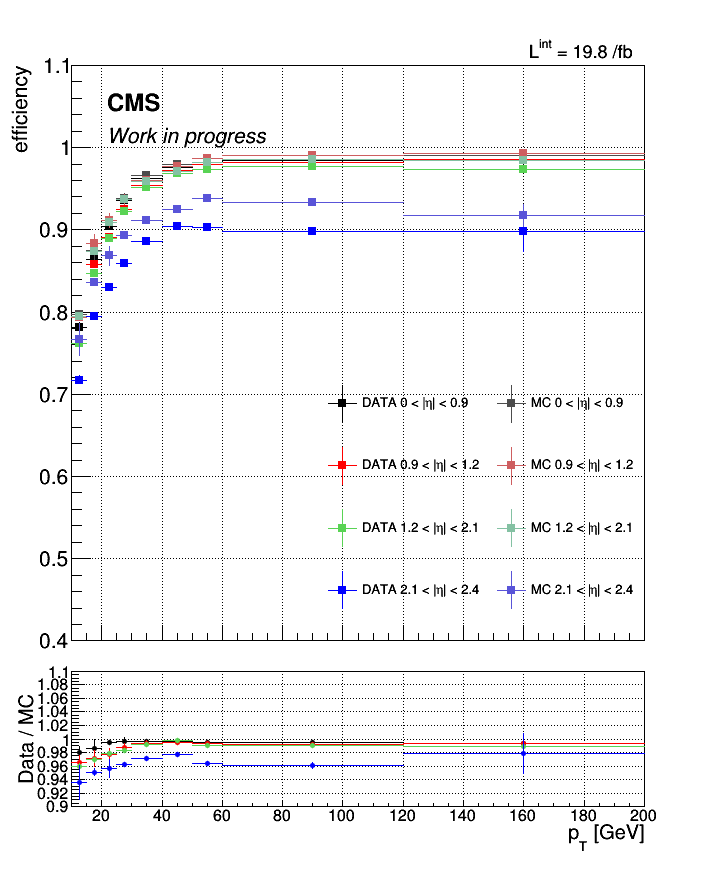 L^int = 19.8 /fb
efficiency
1.1
CMS
Work in progress
1
0.9
0.8
0.7
DATA 0 < |η| < 0.9
MC 0 < |η| < 0.9
0.6
DATA 0.9 < |η| < 1.2
MC 0.9 < |η| < 1.2
0.5
DATA 1.2 < |η| < 2.1
MC 1.2 < |η| < 2.1
DATA 2.1 < |η| < 2.4
MC 2.1 < |η| < 2.4
0.4
Data / MC
1.1
1.08
1.06
1.04
1.02
1
0.98
0.96
0.94
0.92
0.9
20 40 60 80 100 120 140 160 180 200
p_T [GeV]